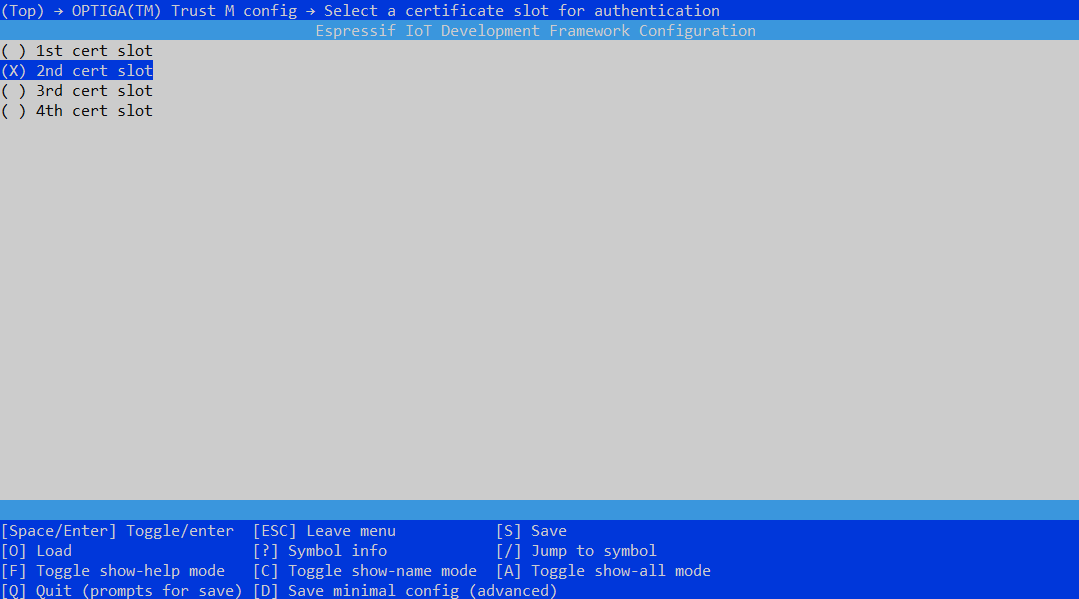 (Top) → OPTIGA(TM) Trust M config → Select a certificate slot for authentication
Espressif IoT Development Framework Configuration
( ) 1st cert slot
(X) 2nd cert slot
( ) 3rd cert slot
( ) 4th cert slot
[Space/Enter] Toggle/enter [ESC] Leave menu [S] Save
[O] Load [?] Symbol info [/] Jump to symbol
[F] Toggle show-help mode [C] Toggle show-name mode [A] Toggle show-all mode
[Q] Quit (prompts for save) [D] Save minimal config (advanced)